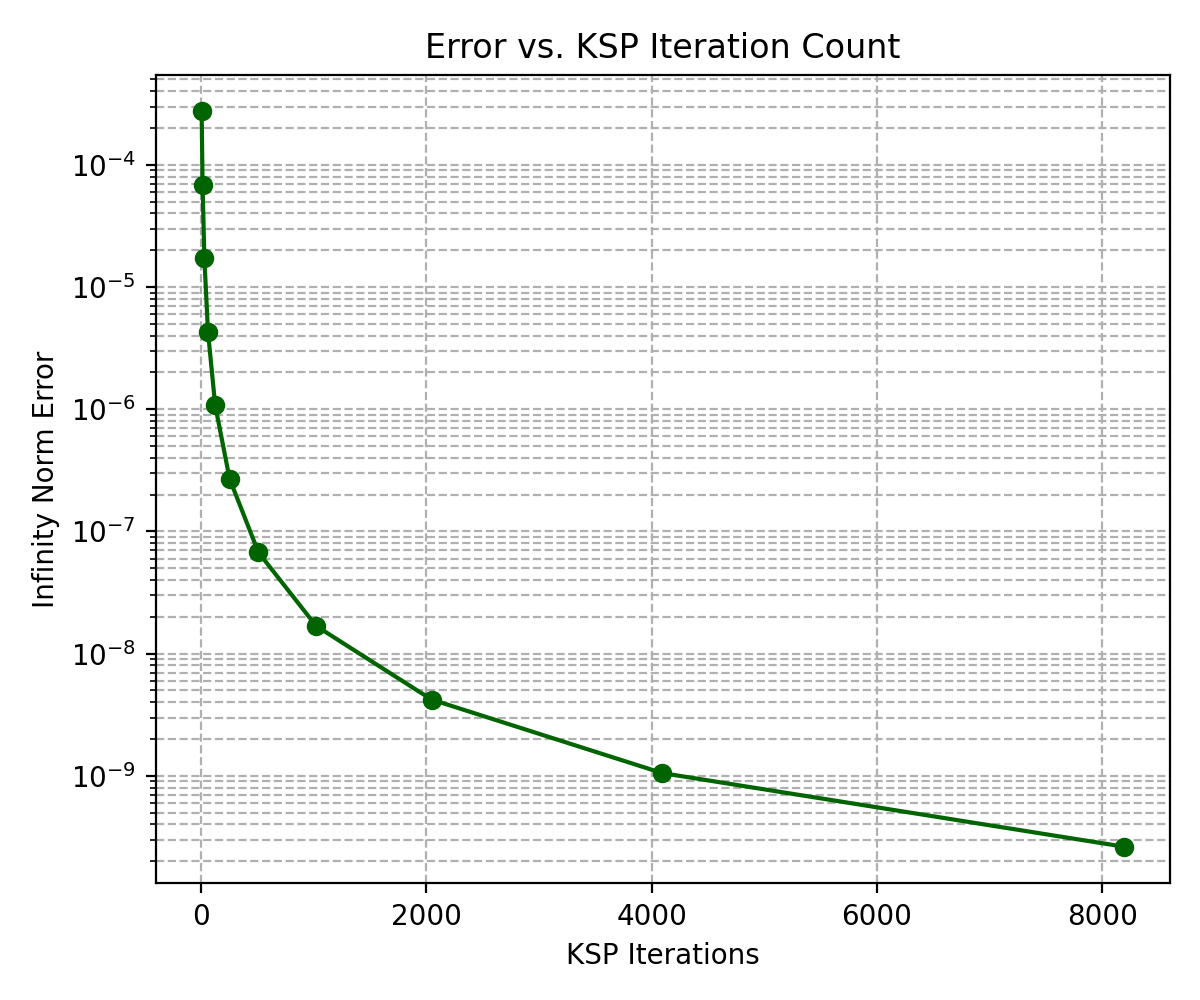 Error vs. KSP Iteration Count
Infinity Norm Error
10⁻⁴
10⁻⁵
10⁻⁶
10⁻⁷
10⁻⁸
10⁻⁹
0 2000 4000 6000 8000
KSP Iterations